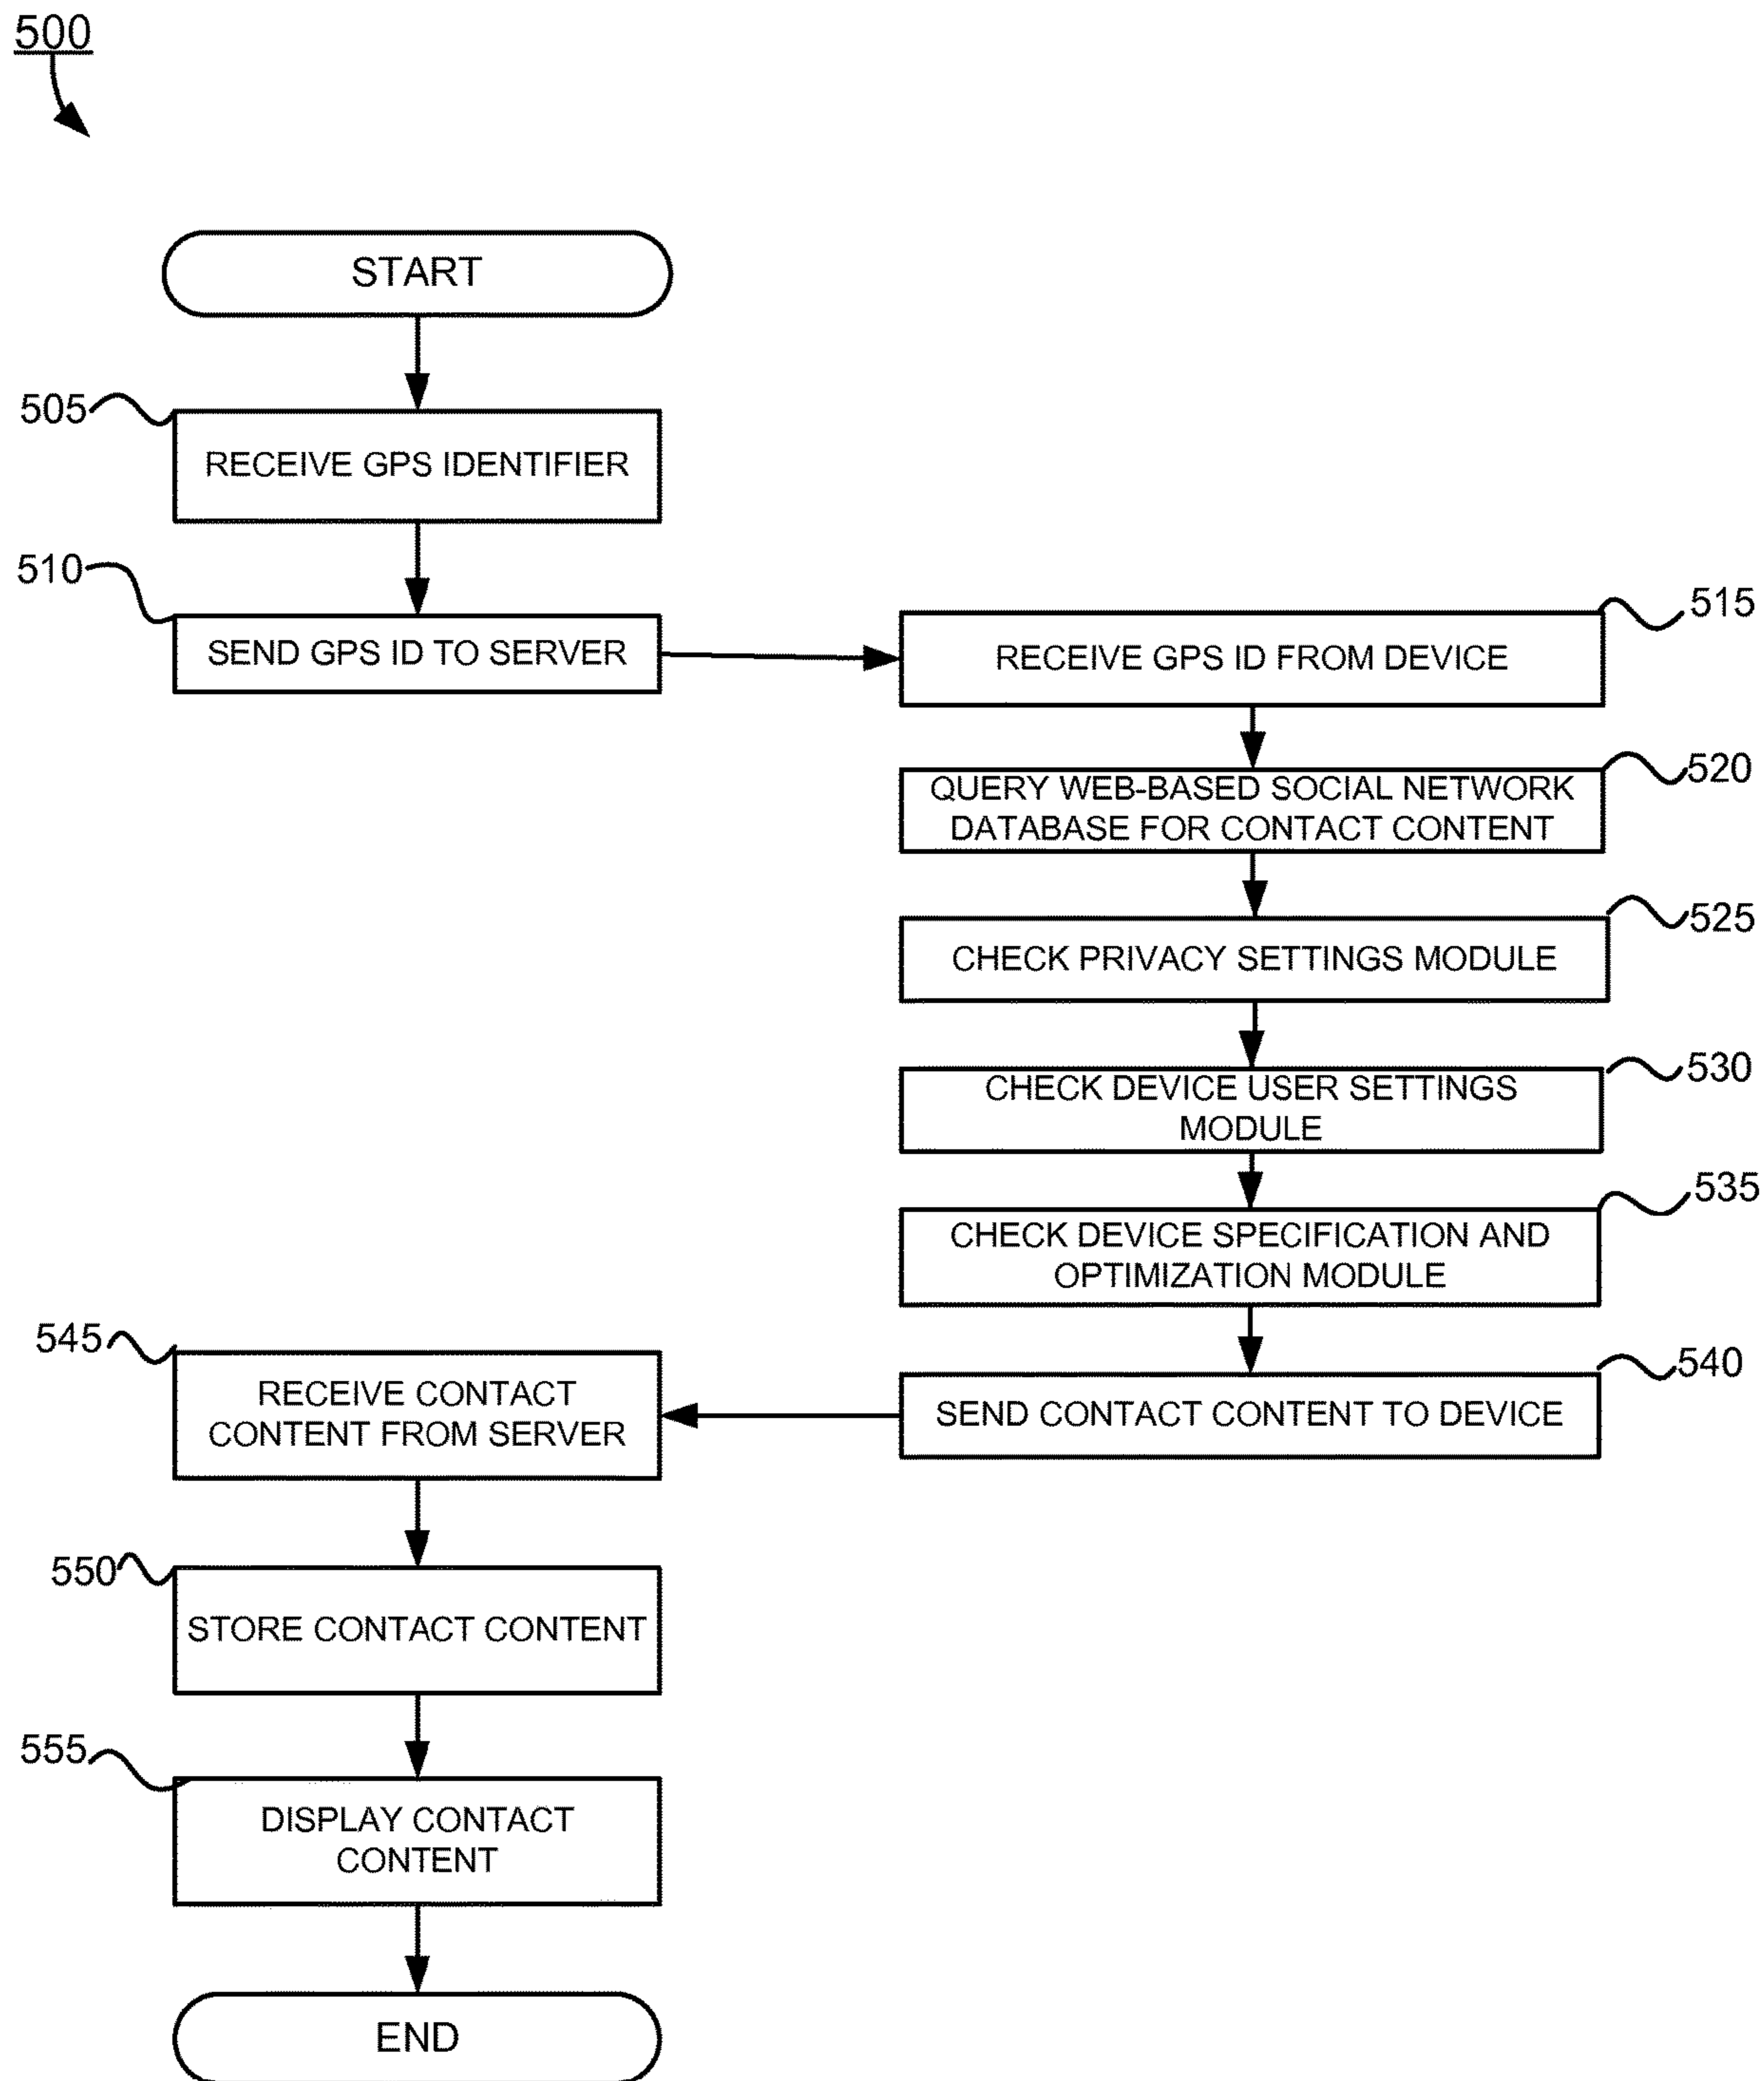 500
START
505
RECEIVE GPS IDENTIFIER
510
SEND GPS ID TO SERVER
515
RECEIVE GPS ID FROM DEVICE
520
QUERY WEB-BASED SOCIAL NETWORK
DATABASE FOR CONTACT CONTENT
525
CHECK PRIVACY SETTINGS MODULE
530
CHECK DEVICE USER SETTINGS
MODULE
535
CHECK DEVICE SPECIFICATION AND
OPTIMIZATION MODULE
540
SEND CONTACT CONTENT TO DEVICE
545
RECEIVE CONTACT
CONTENT FROM SERVER
550
STORE CONTACT CONTENT
555
DISPLAY CONTACT
CONTENT
END